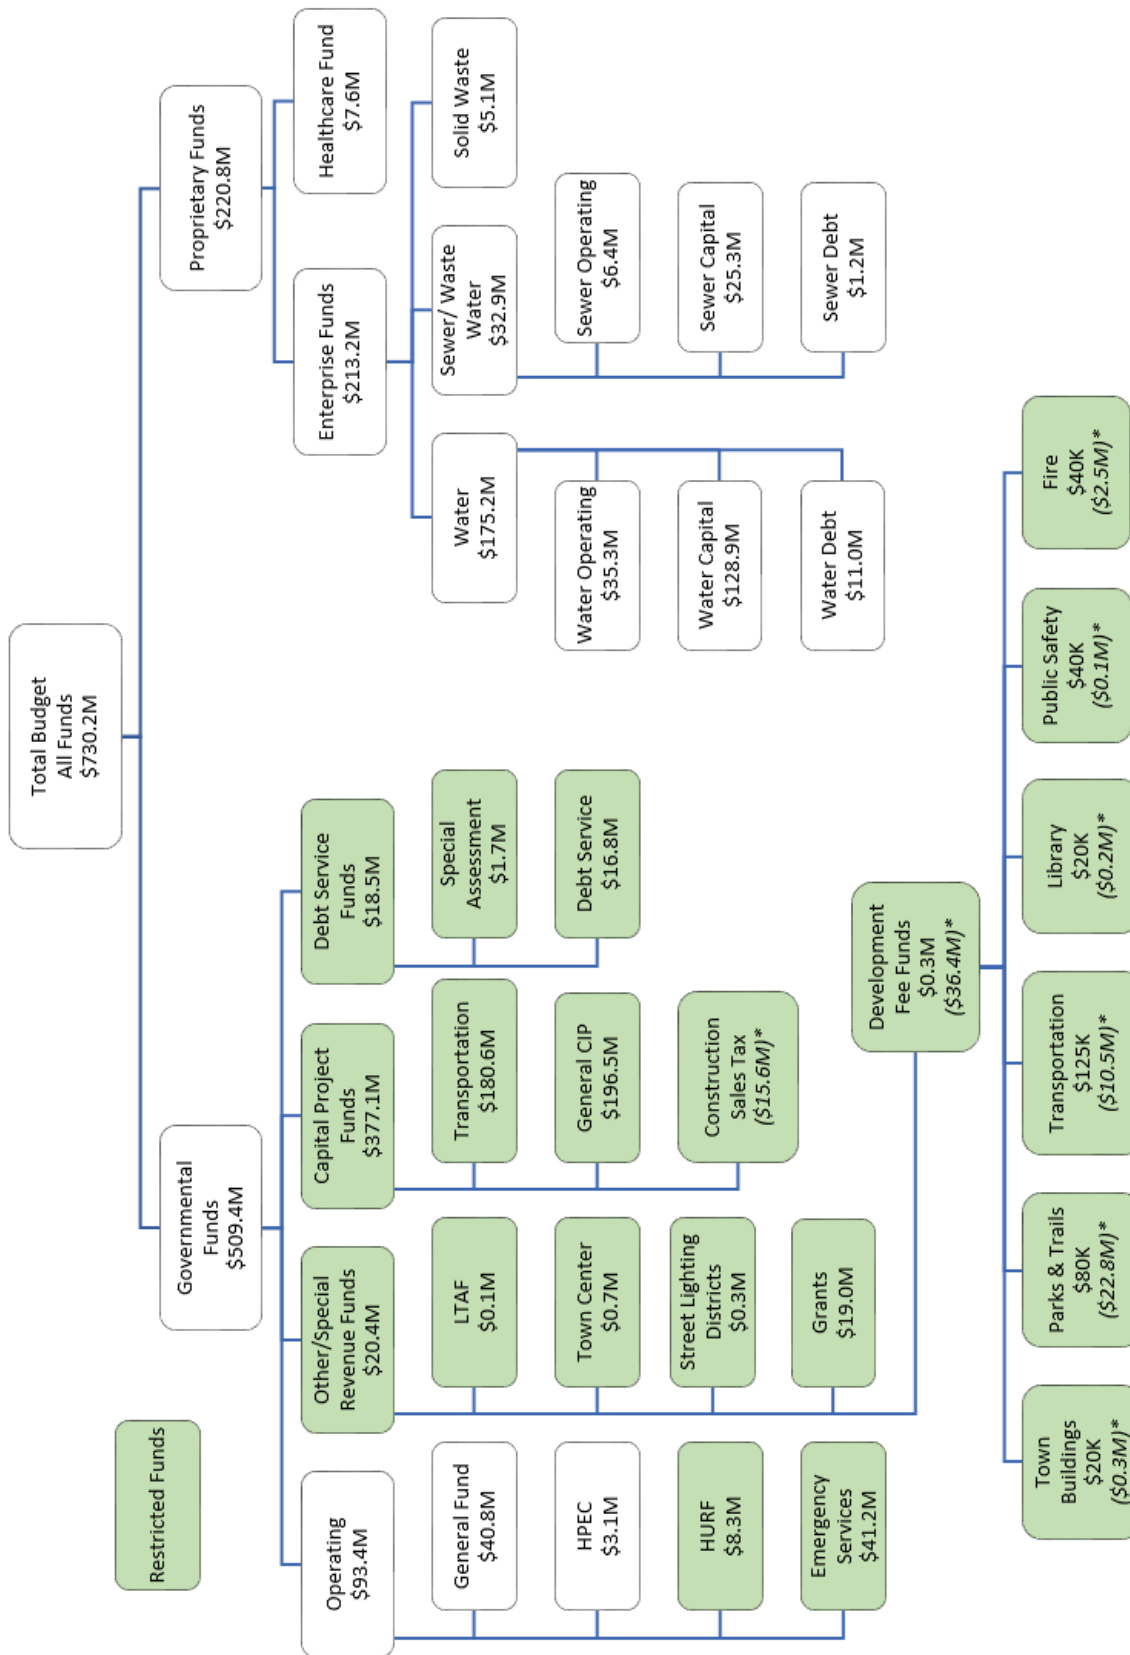 Total Budget
All Funds
$730.2M
Restricted Funds
Governmental
Funds
$509.4M
Proprietary Funds
$220.8M
Operating
$93.4M
Other/Special
Revenue Funds
$20.4M
Capital Project
Funds
$377.1M
Debt Service
Funds
$18.5M
Enterprise Funds
$213.2M
Healthcare Fund
$7.6M
General Fund
$40.8M
LTAF
$0.1M
Transportation
$180.6M
Special
Assessment
$1.7M
Water
$175.2M
Sewer/ Waste
Water
$32.9M
Solid Waste
$5.1M
HPEC
$3.1M
Town Center
$0.7M
General CIP
$196.5M
Debt Service
$16.8M
Water Operating
$35.3M
Sewer Operating
$6.4M
HURF
$8.3M
Street Lighting
Districts
$0.3M
Construction
Sales Tax
($15.6M)*
Water Capital
$128.9M
Sewer Capital
$25.3M
Emergency
Services
$41.2M
Grants
$19.0M
Water Debt
$11.0M
Sewer Debt
$1.2M
Development
Fee Funds
$0.3M
($36.4M)*
Town
Buildings
$20K
($0.3M)*
Parks & Trails
$80K
($22.8M)*
Transportation
$125K
($10.5M)*
Library
$20K
($0.2M)*
Public Safety
$40K
($0.1M)*
Fire
$40K
($2.5M)*